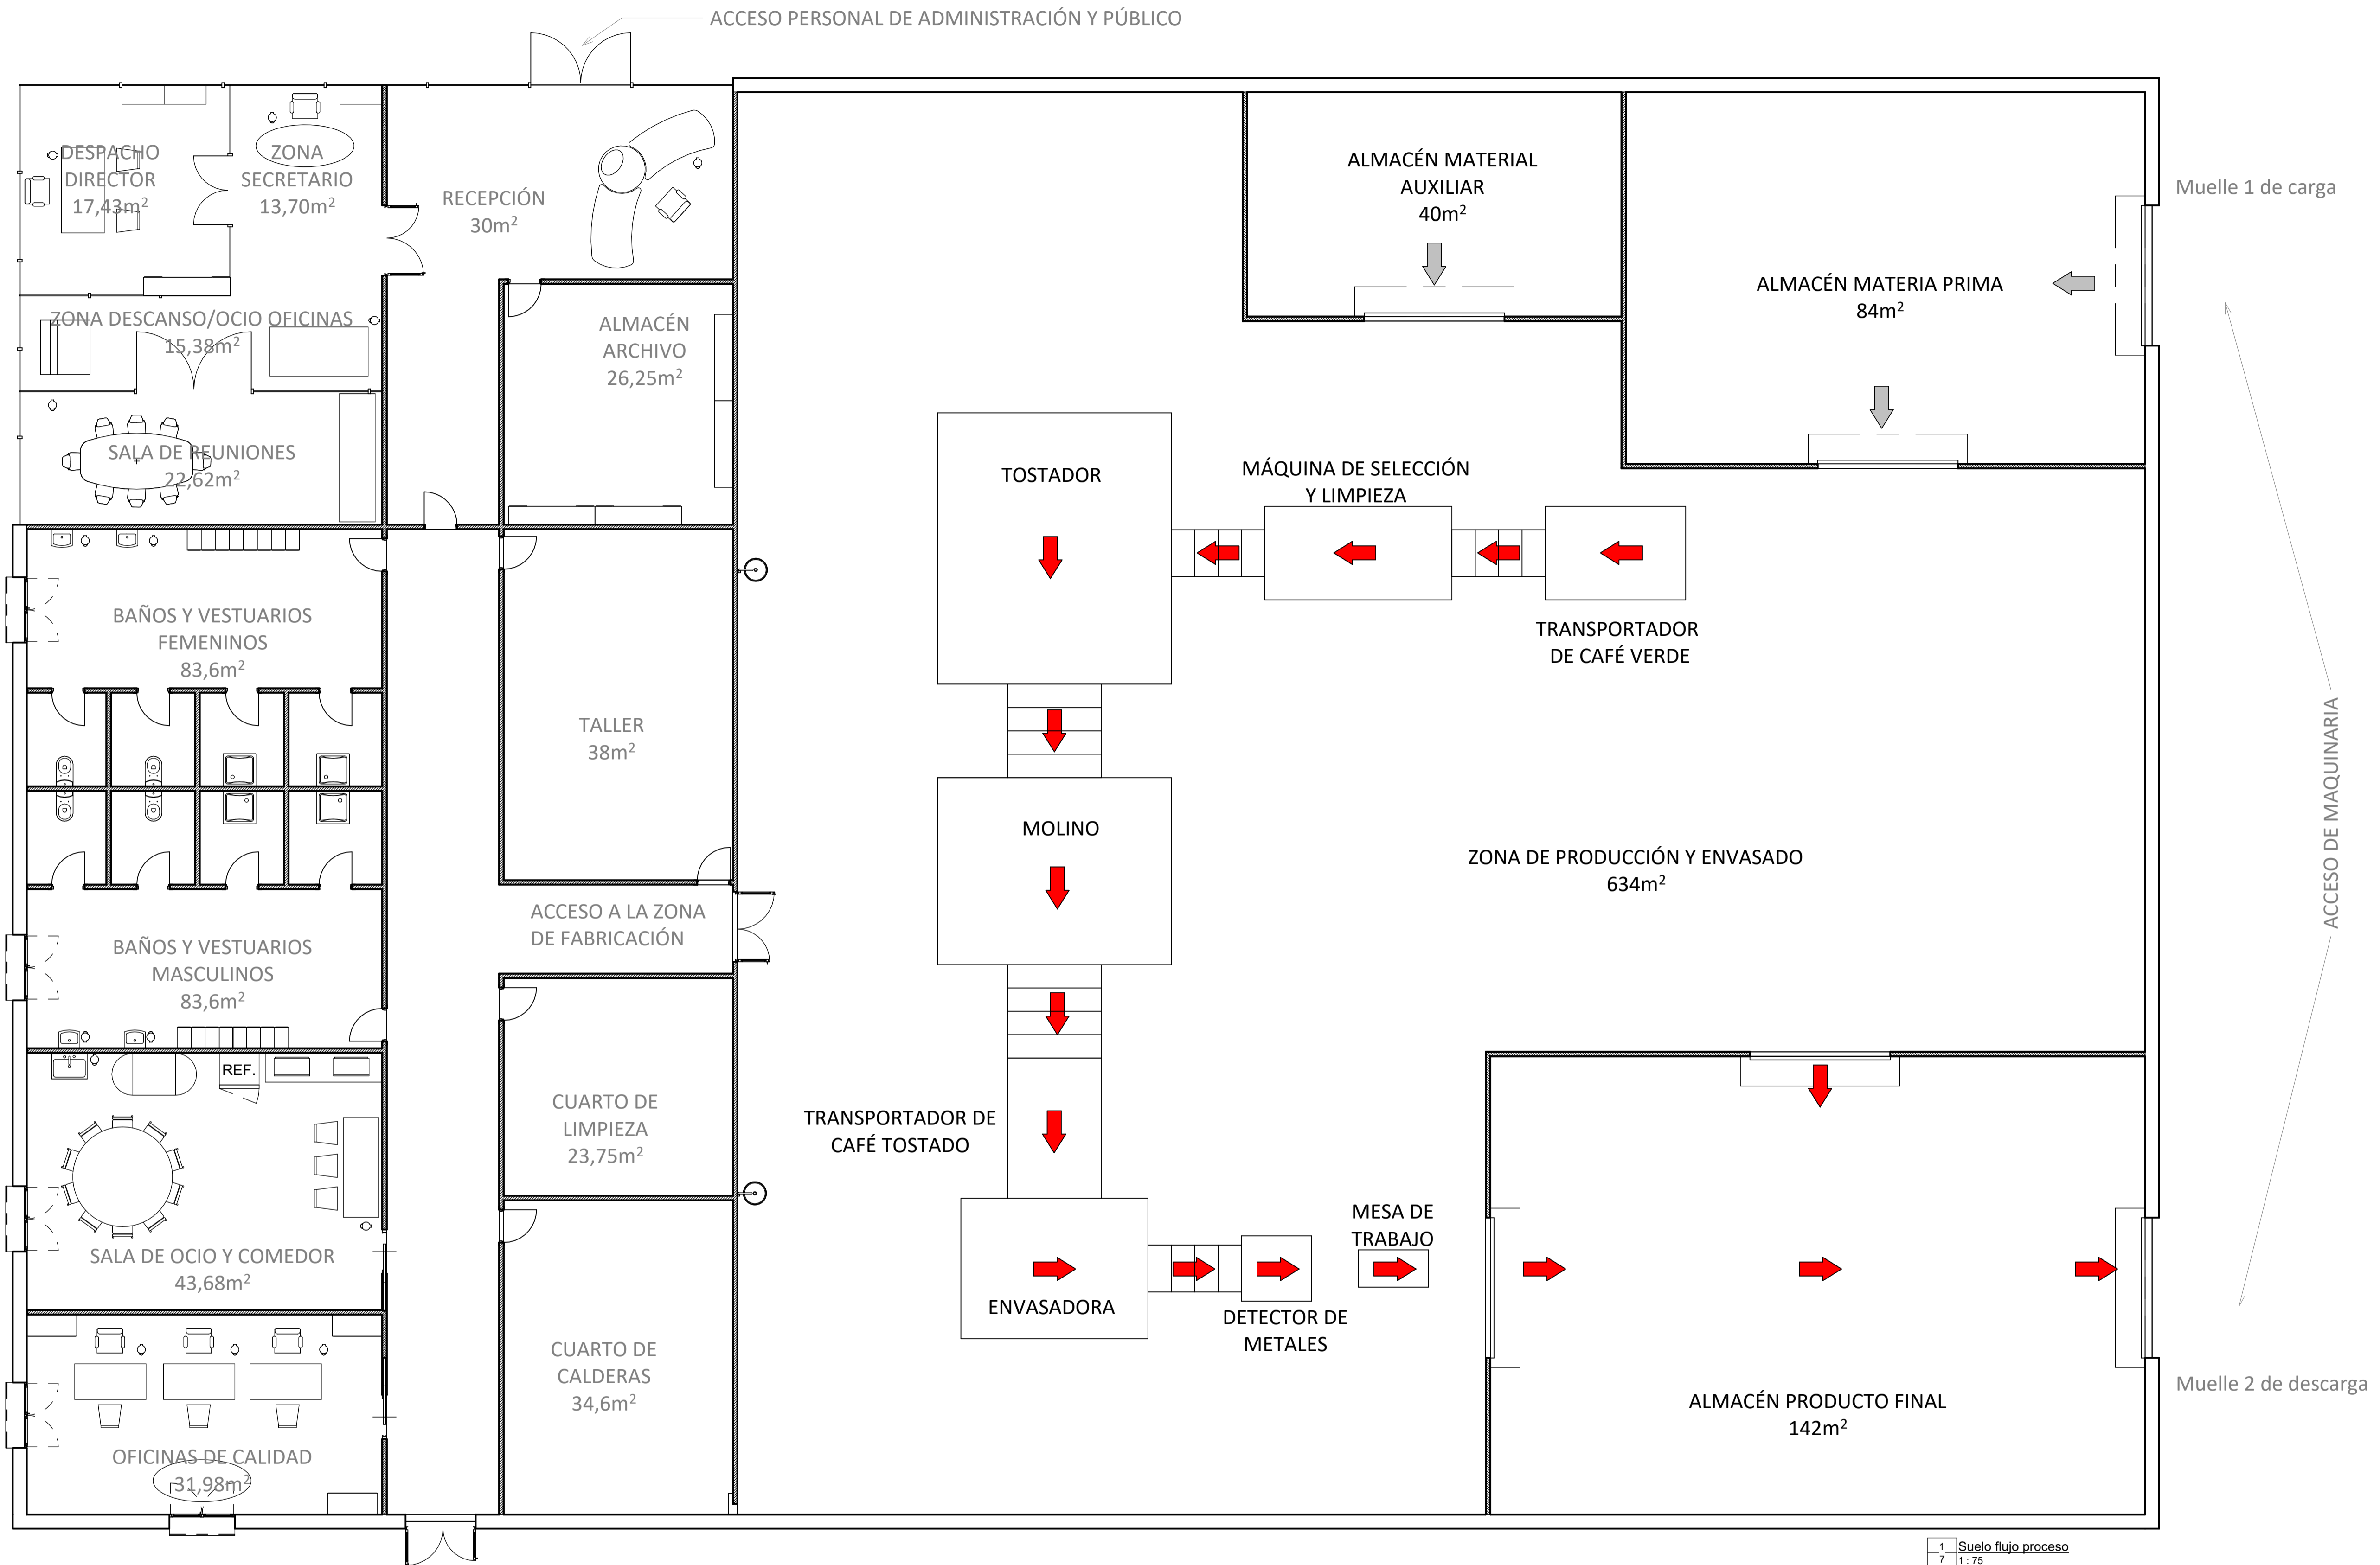 ACCESO PERSONAL DE ADMINISTRACIÓN Y PÚBLICO
DESPACHO
DIRECTOR
17,43m²
ZONA
SECRETARIO
13,70m²
RECEPCIÓN
30m²
ALMACÉN MATERIAL
AUXILIAR
40m²
ALMACÉN MATERIA PRIMA
84m²
Muelle 1 de carga
ZONA DESCANSO/OCIO OFICINAS
15,38m²
ALMACÉN
ARCHIVO
26,25m²
SALA DE REUNIONES
22,62m²
TOSTADOR
MÁQUINA DE SELECCIÓN
Y LIMPIEZA
TRANSPORTADOR
DE CAFÉ VERDE
BAÑOS Y VESTUARIOS
FEMENINOS
83,6m²
TALLER
38m²
MOLINO
ZONA DE PRODUCCIÓN Y ENVASADO
634m²
ACCESO DE MAQUINARIA
ACCESO A LA ZONA
DE FABRICACIÓN
BAÑOS Y VESTUARIOS
MASCULINOS
83,6m²
REF.
CUARTO DE
LIMPIEZA
23,75m²
TRANSPORTADOR DE
CAFÉ TOSTADO
SALA DE OCIO Y COMEDOR
43,68m²
MESA DE
TRABAJO
ENVASADORA
DETECTOR DE
METALES
CUARTO DE
CALDERAS
34,6m²
ALMACÉN PRODUCTO FINAL
142m²
Muelle 2 de descarga
OFICINAS DE CALIDAD
31,98m²
1 Suelo flujo proceso
7 1 : 75